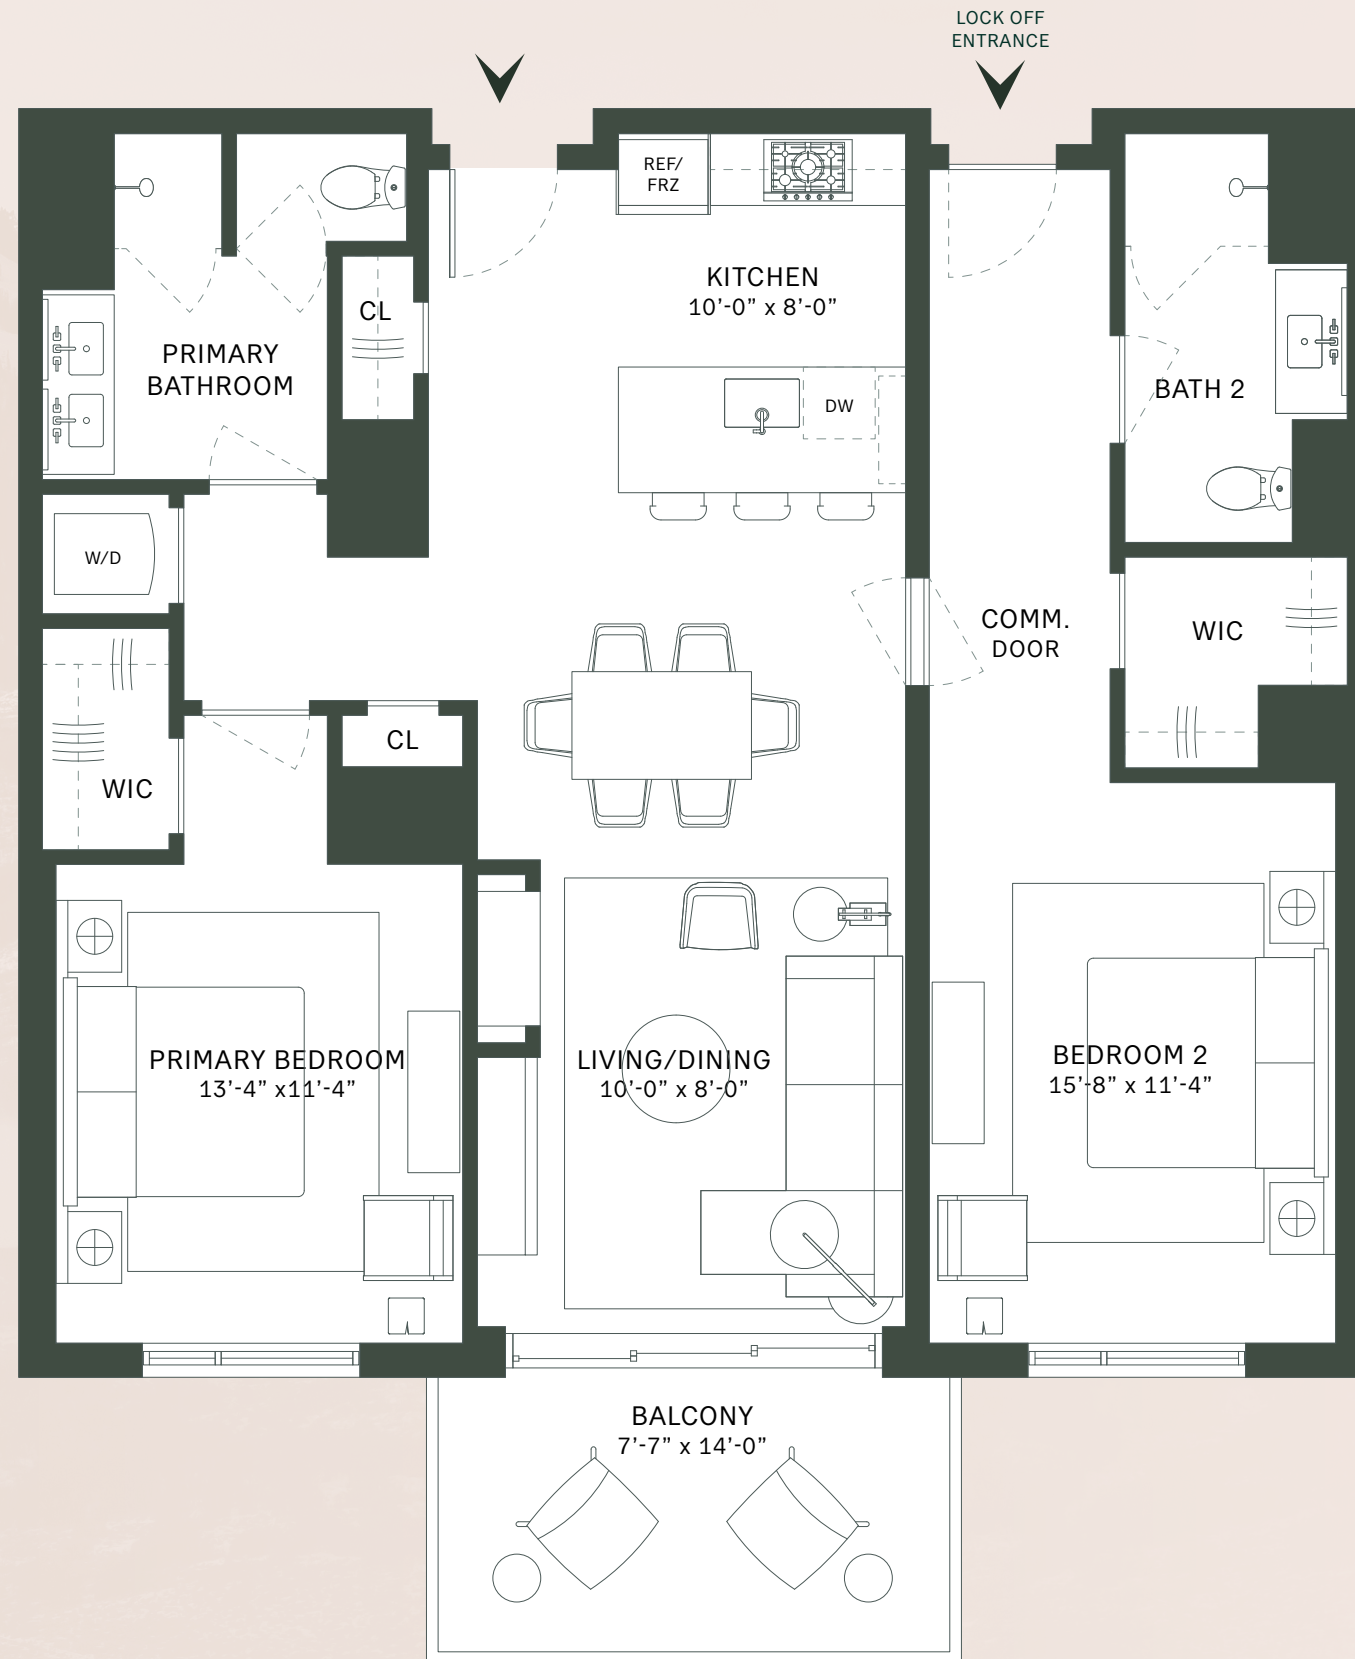 LOCK OFF
ENTRANCE
REF/
FRZ
KITCHEN
10’-0” x 8’-0”
CL
PRIMARY
BATHROOM
DW
BATH 2
W/D
COMM.
DOOR
WIC
CL
WIC
PRIMARY BEDROOM
13’-4” x11’-4”
LIVING/DINING
10’-0” x 8’-0”
BEDROOM 2
15’-8” x 11’-4”
BALCONY
7’-7” x 14’-0”